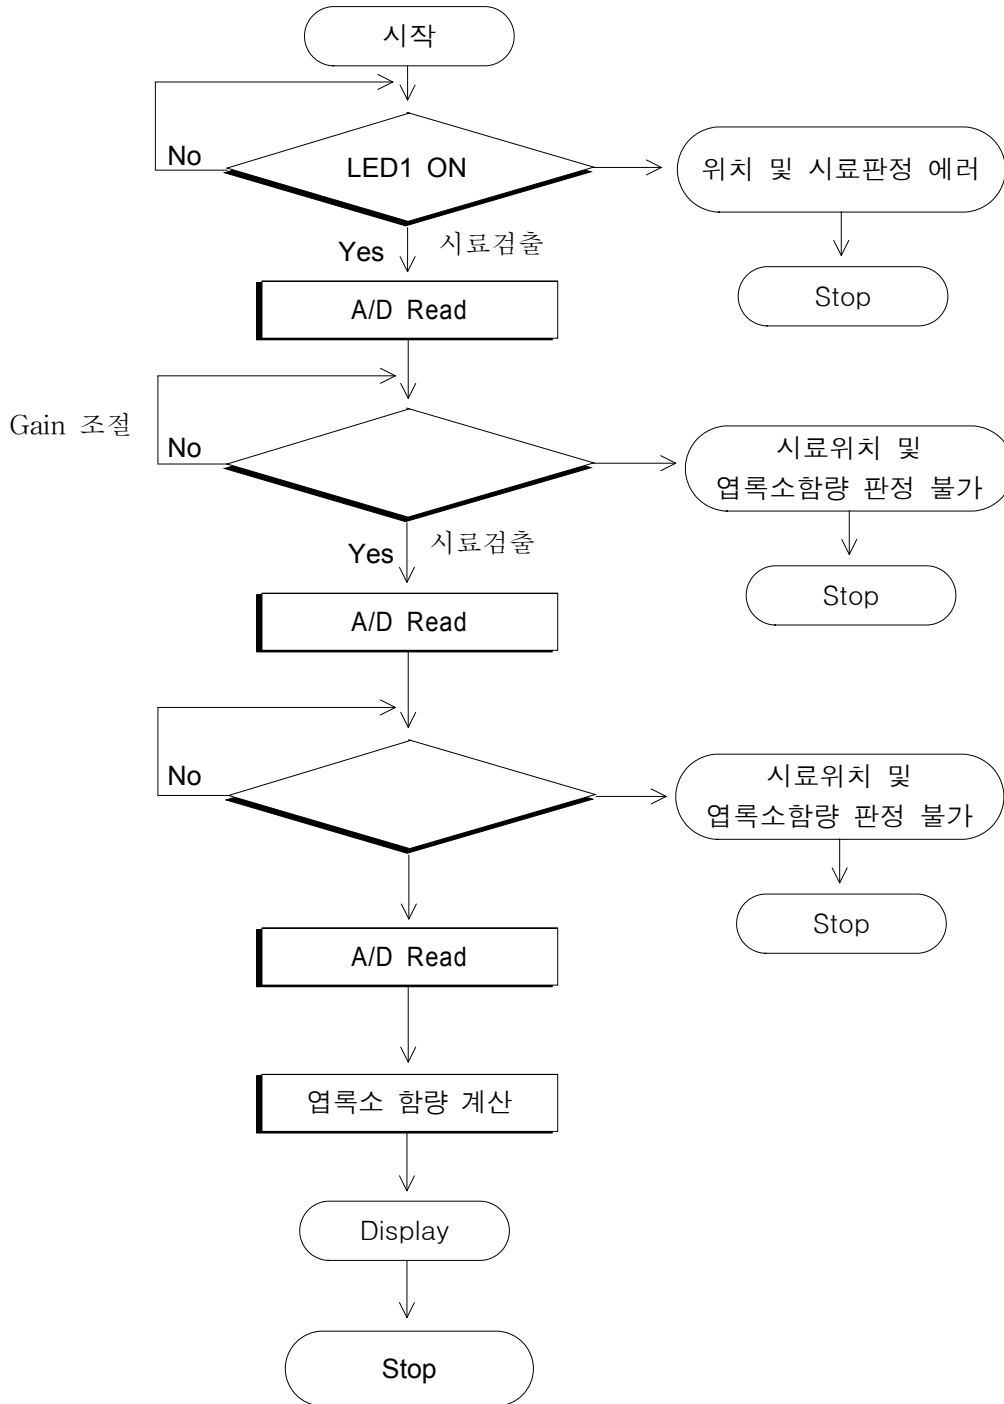 시작
No
LED1 ON
위치 및 시료판정 에러
Yes
시료검출
Stop
A/D Read
Gain 조절
No
시료위치 및
엽록소함량 판정 불가
Yes
시료검출
Stop
A/D Read
No
시료위치 및
엽록소함량 판정 불가
Stop
A/D Read
엽록소 함량 계산
Display
Stop